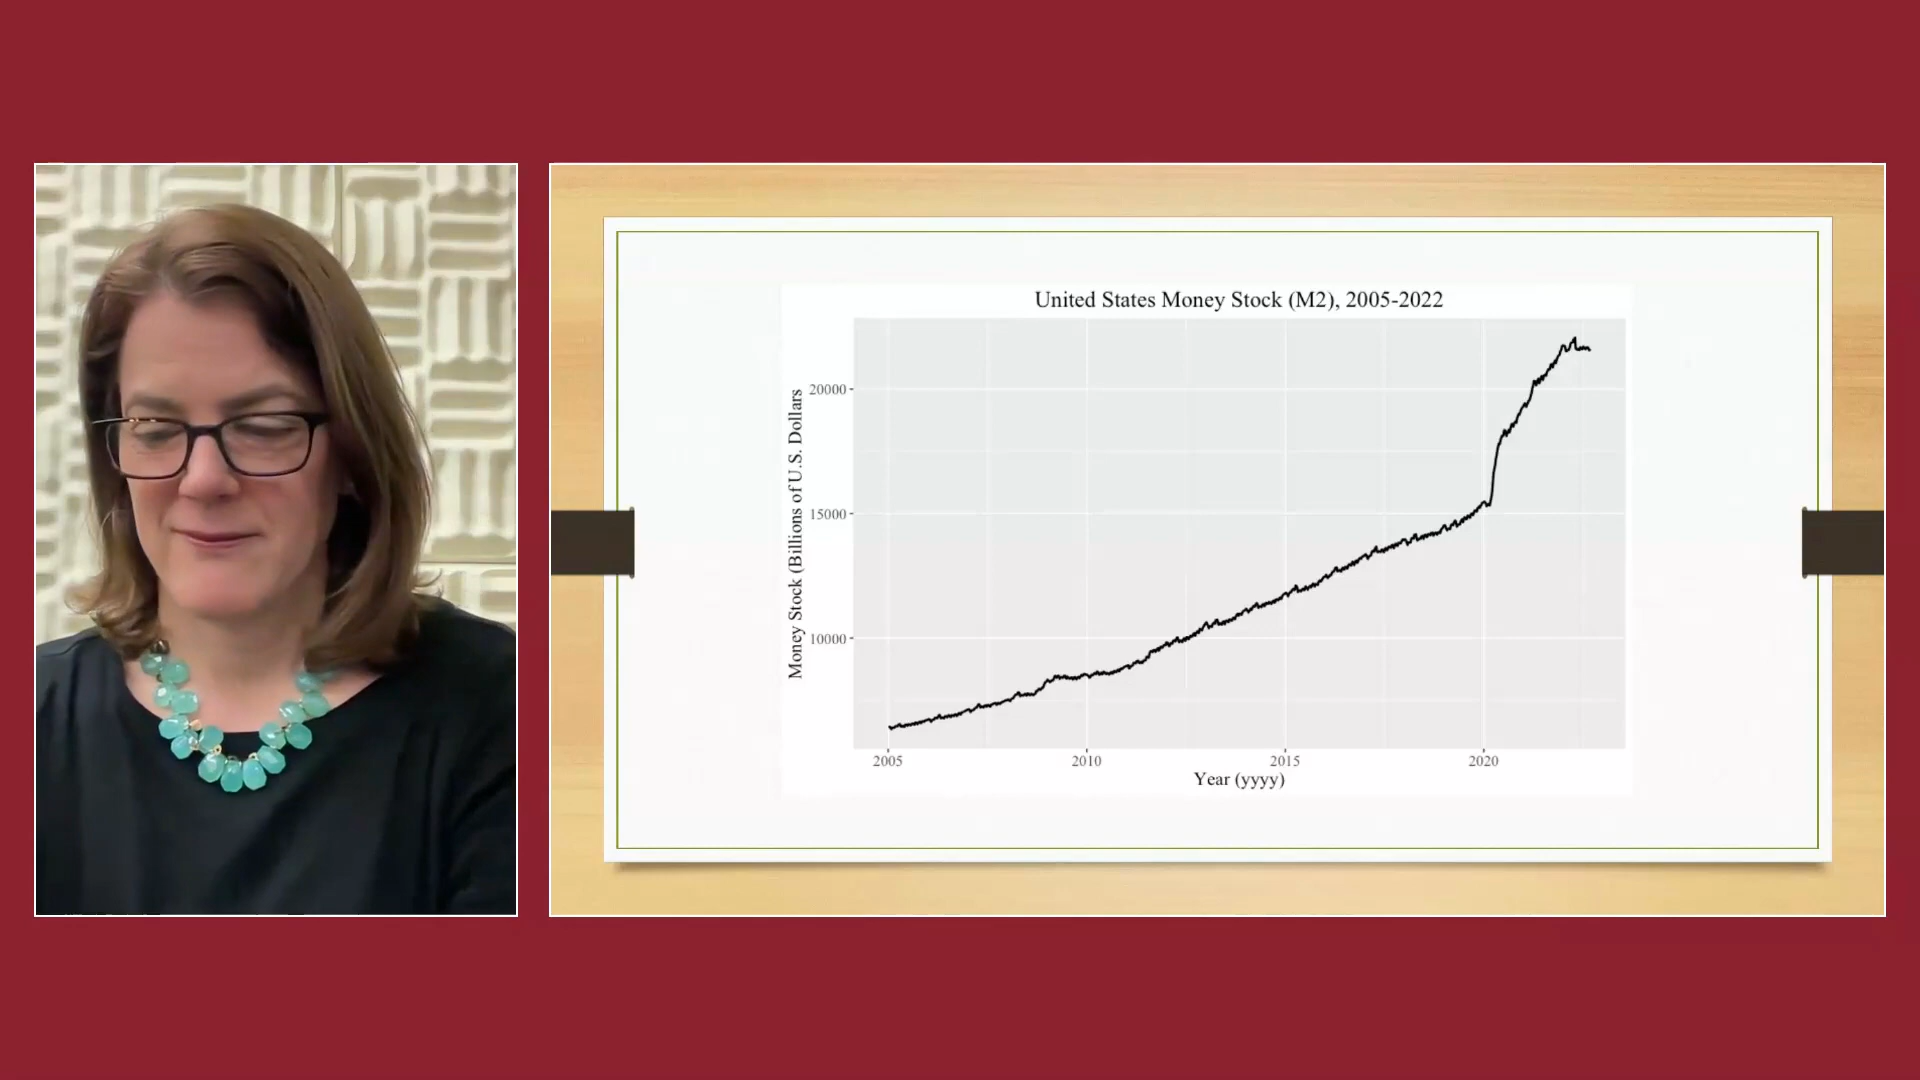 United States Money Stock (M2), 2005-2022
Money Stock (Billions of U.S. Dollars
20000
15000
10000
2005 2010 2015 2020
Year (yyyy)